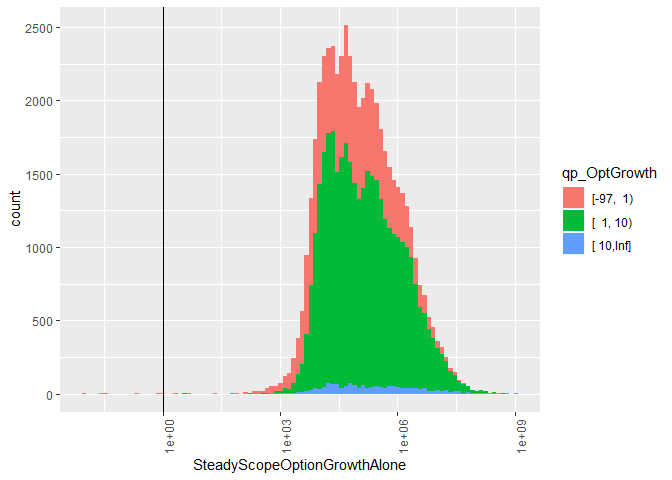 2500
2000
1500
1000
500
0
count
1e+00
1e+03
1e+06
1e+09
SteadyScopeOptionGrowthAlone
qp_OptGrowth
[-97,  1)
[  1, 10)
[ 10,Inf]